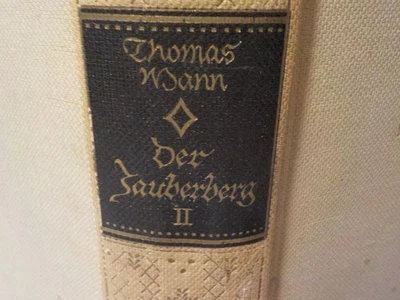 Thomas
Mann
Der
Zauberberg
II